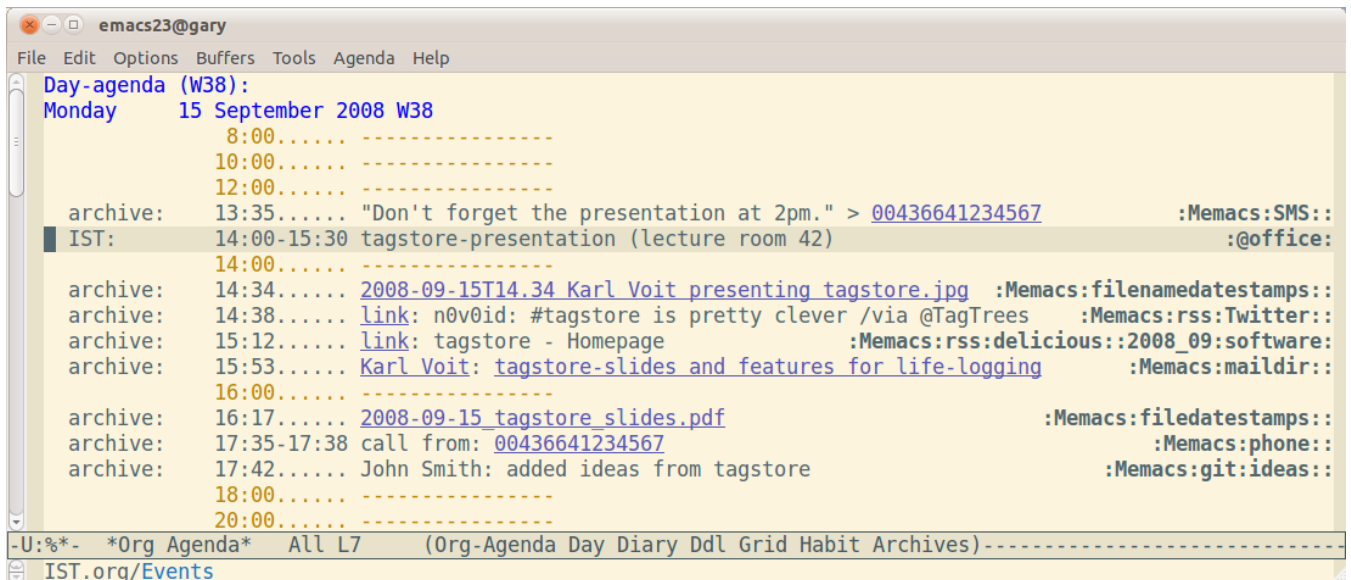 emacs23@gary
File Edit Options Buffers Tools Agenda Help
Day-agenda (W38):
Monday     15 September 2008 W38
8:00...... ----------------
10:00...... ----------------
12:00...... ----------------
archive:    13:35...... "Don't forget the presentation at 2pm." > 00436641234567 :Memacs:SMS::
IST:        14:00-15:30 tagstore-presentation (lecture room 42) :@office:
14:00...... ----------------
archive:    14:34...... 2008-09-15T14.34 Karl Voit presenting tagstore.jpg :Memacs:filenamedatestamps::
archive:    14:38...... link: n0v0id: #tagstore is pretty clever /via @TagTrees :Memacs:rss:Twitter::
archive:    15:12...... link: tagstore - Homepage :Memacs:rss:delicious::2008_09:software:
archive:    15:53...... Karl Voit: tagstore-slides and features for life-logging :Memacs:maildir::
16:00...... ----------------
archive:    16:17...... 2008-09-15_tagstore_slides.pdf :Memacs:filedatestamps::
archive:    17:35-17:38 call from: 00436641234567 :Memacs:phone::
archive:    17:42...... John Smith: added ideas from tagstore :Memacs:git:ideas::
18:00...... ----------------
20:00...... ----------------
-U:%*-  *Org Agenda*   All L7     (Org-Agenda Day Diary Ddl Grid Habit Archives)------------------------------
IST.org/Events